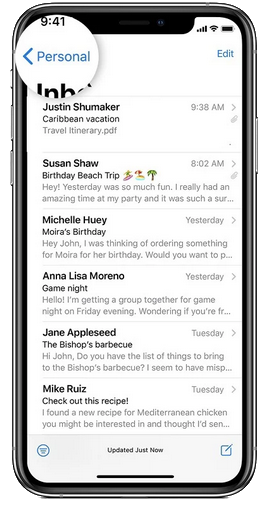 9:41
Personal
Edit
Inbox
Justin Shumaker 9:38 AM
Caribbean vacation
Travel Itinerary.pdf
Susan Shaw 8:02 AM
Birthday Beach Trip 🏄‍♀️🏖️🌴
Hey! Yesterday was so much fun. I really had an
amazing time at my party and it was such a sur...
Michelle Huey Yesterday
Moira's Birthday
Hey John, I was thinking of ordering something
for Moira for her birthday. Would you want to p...
Anna Lisa Moreno Yesterday
Game night
Hello! I'm getting a group together for game
night on Friday evening. Wondering if you're fr...
Jane Appleseed Tuesday
The Bishop's barbecue
Hi John, Do you have the list of things to bring
to the Bishop's barbecue? I seem to have misp...
Mike Ruiz Tuesday
Check out this recipe!
I found a new recipe for Mediterranean chicken
you might be interested in and thought I'd sen...
Updated Just Now